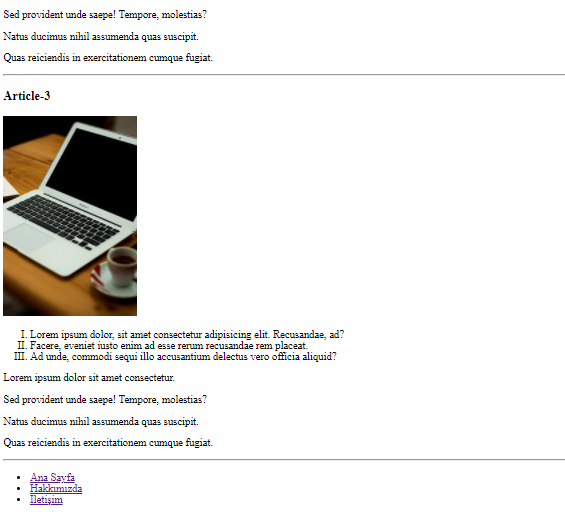 Sed provident unde saepe! Tempore, molestias?
Natus ducimus nihil assumenda quas suscipit.
Quas reiciendis in exercitationem cumque fugiat.
Article-3
I. Lorem ipsum dolor, sit amet consectetur adipisicing elit. Recusandae, ad?
II. Facere, eveniet iusto enim ad esse rerum recusandae rem placeat.
III. Ad unde, commodi sequi illo accusantium delectus vero officia aliquid?
Lorem ipsum dolor sit amet consectetur.
Sed provident unde saepe! Tempore, molestias?
Natus ducimus nihil assumenda quas suscipit.
Quas reiciendis in exercitationem cumque fugiat.
• Ana Sayfa
• Hakkımızda
• İletişim